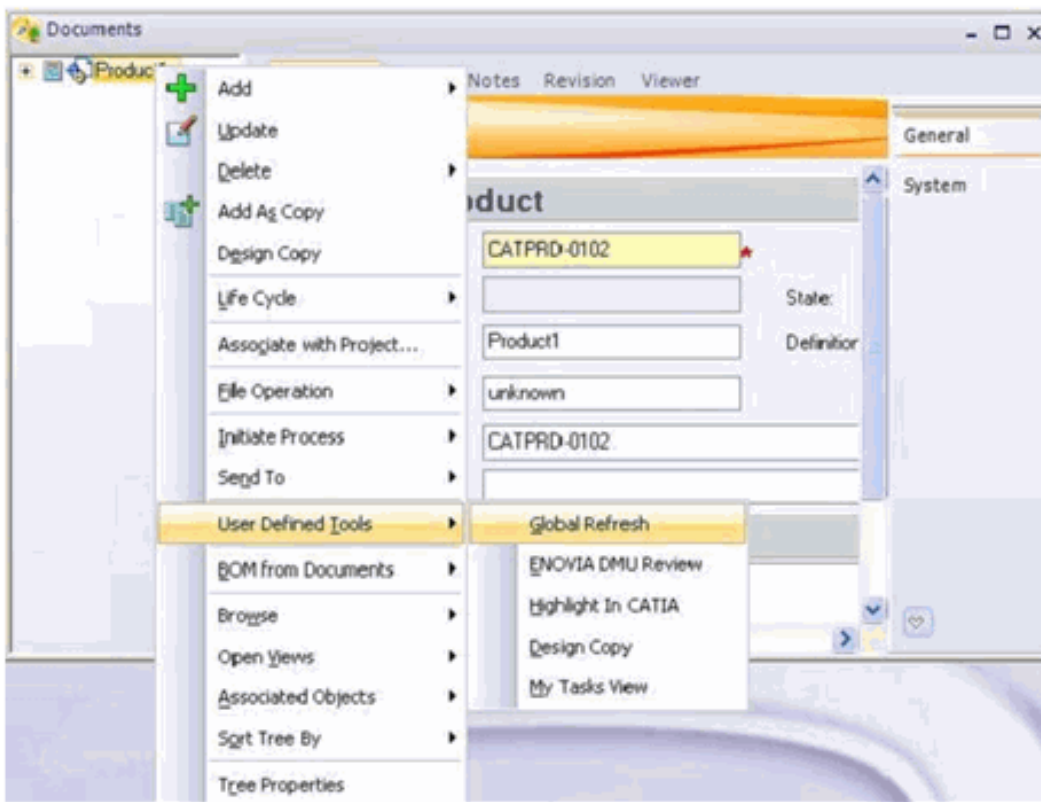 Documents
Product1
Notes Revision Viewer
Add
Update
Delete
Add As Copy
Design Copy
Life Cycle
Associate with Project...
File Operation
Initiate Process
Send To
User Defined Tools
BOM from Documents
Browse
Open Views
Associated Objects
Sort Tree By
Tree Properties
Global Refresh
ENOVIA DMU Review
Highlight In CATIA
Design Copy
My Tasks View
duct
CATPRD-0102
*
State:
Product1
Definition
unknown
CATPRD-0102
General
System